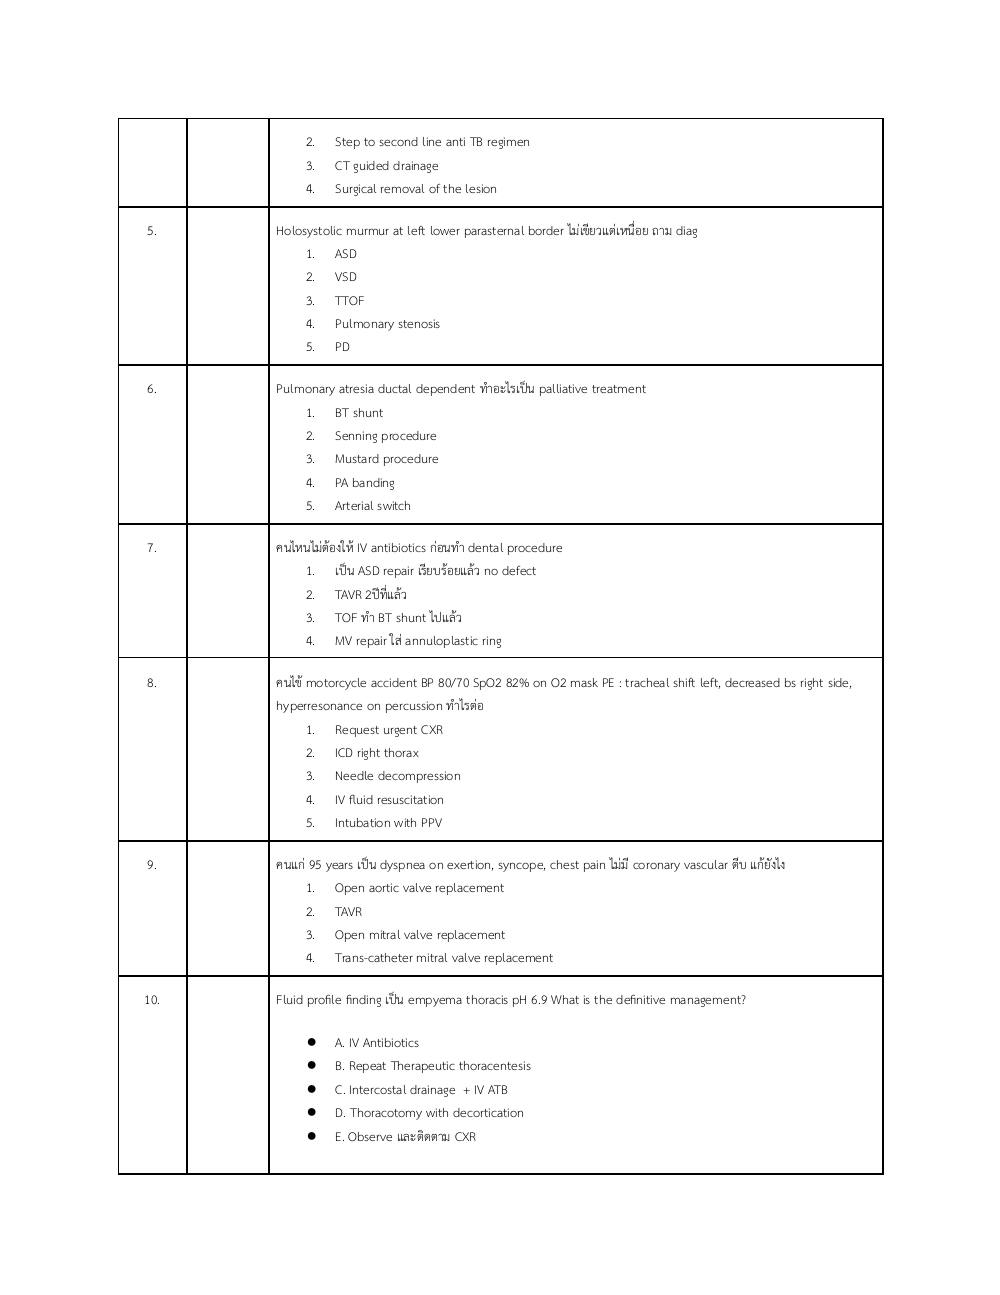 2. Step to second line anti TB regimen
3. CT guided drainage
4. Surgical removal of the lesion
5. Holosystolic murmur at left lower parasternal border ไม่เขียวแต่เหนื่อย ถาม diag
1. ASD
2. VSD
3. TTOF
4. Pulmonary stenosis
5. PD
6. Pulmonary atresia ductal dependent ทำอะไรเป็น palliative treatment
1. BT shunt
2. Senning procedure
3. Mustard procedure
4. PA banding
5. Arterial switch
7. คนไหนไม่ต้องให้ IV antibiotics ก่อนทำ dental procedure
1. เป็น ASD repair เรียบร้อยแล้ว no defect
2. TAVR 2ปีที่แล้ว
3. TOF ทำ BT shunt ไปแล้ว
4. MV repair ใส่ annuloplastic ring
8. คนไข้ motorcycle accident BP 80/70 SpO2 82% on O2 mask PE : tracheal shift left, decreased bs right side,
hyperresonance on percussion ทำไรต่อ
1. Request urgent CXR
2. ICD right thorax
3. Needle decompression
4. IV fluid resuscitation
5. Intubation with PPV
9. คนแก่ 95 years เป็น dyspnea on exertion, syncope, chest pain ไม่มี coronary vascular ตีบ แก้ยังไง
1. Open aortic valve replacement
2. TAVR
3. Open mitral valve replacement
4. Trans-catheter mitral valve replacement
10. Fluid profile finding เป็น empyema thoracis pH 6.9 What is the definitive management?
● A. IV Antibiotics
● B. Repeat Therapeutic thoracentesis
● C. Intercostal drainage + IV ATB
● D. Thoracotomy with decortication
● E. Observe และติดตาม CXR